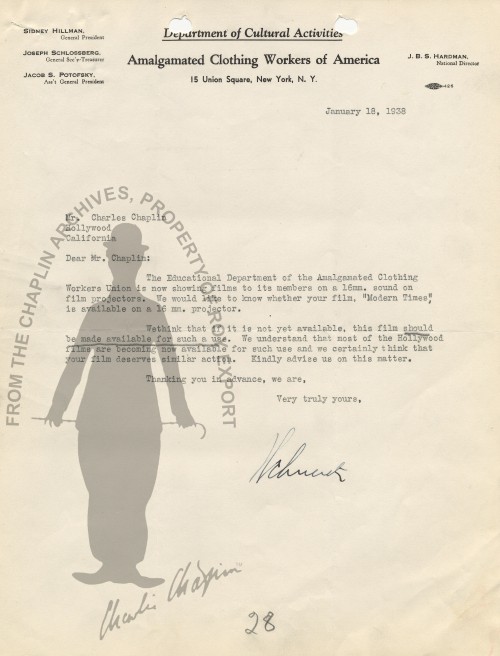 SIDNEY HILLMAN,
General President
JOSEPH SCHLOSSBERG,
General Sec'y-Treasurer
JACOB S. POTOFSKY,
Ass't General President
Department of Cultural Activities
Amalgamated Clothing Workers of America
15 Union Square, New York, N. Y.
J. B. S. HARDMAN,
National Director
425
January 18, 1938
Mr. Charles Chaplin
Hollywood
California
Dear Mr. Chaplin:
The Educational Department of the Amalgamated Clothing
Workers Union is now showing films to its members on a 16mm. sound on
film projectors. We would like to know whether your film, "Modern Times",
is available on a 16 mm. projector.
Wethink that if it is not yet available, this film should
be made available for such a use. We understand that most of the Hollywood
films are becoming now available for such use and we certainly think that
your film deserves similar action. Kindly advise us on this matter.
Thanking you in advance, we are,
Very truly yours,
28
FROM THE CHAPLIN ARCHIVES, PROPERTY OF ROY EXPORT
Charlie Chaplin